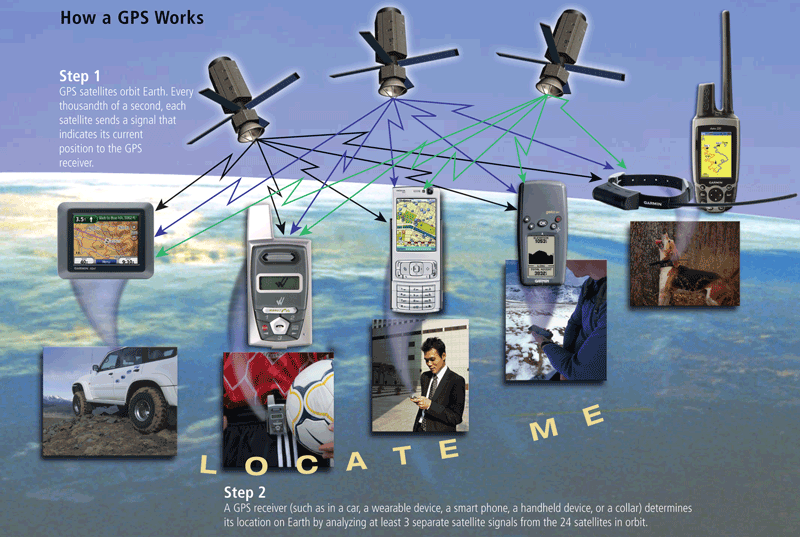 How a GPS Works
Step 1
GPS satellites orbit Earth. Every
thousandth of a second, each
satellite sends a signal that
indicates its current
position to the GPS
receiver.
GARMIN
LOCATE ME
Step 2
A GPS receiver (such as in a car, a wearable device, a smart phone, a handheld device, or a collar) determines
its location on Earth by analyzing at least 3 separate satellite signals from the 24 satellites in orbit.